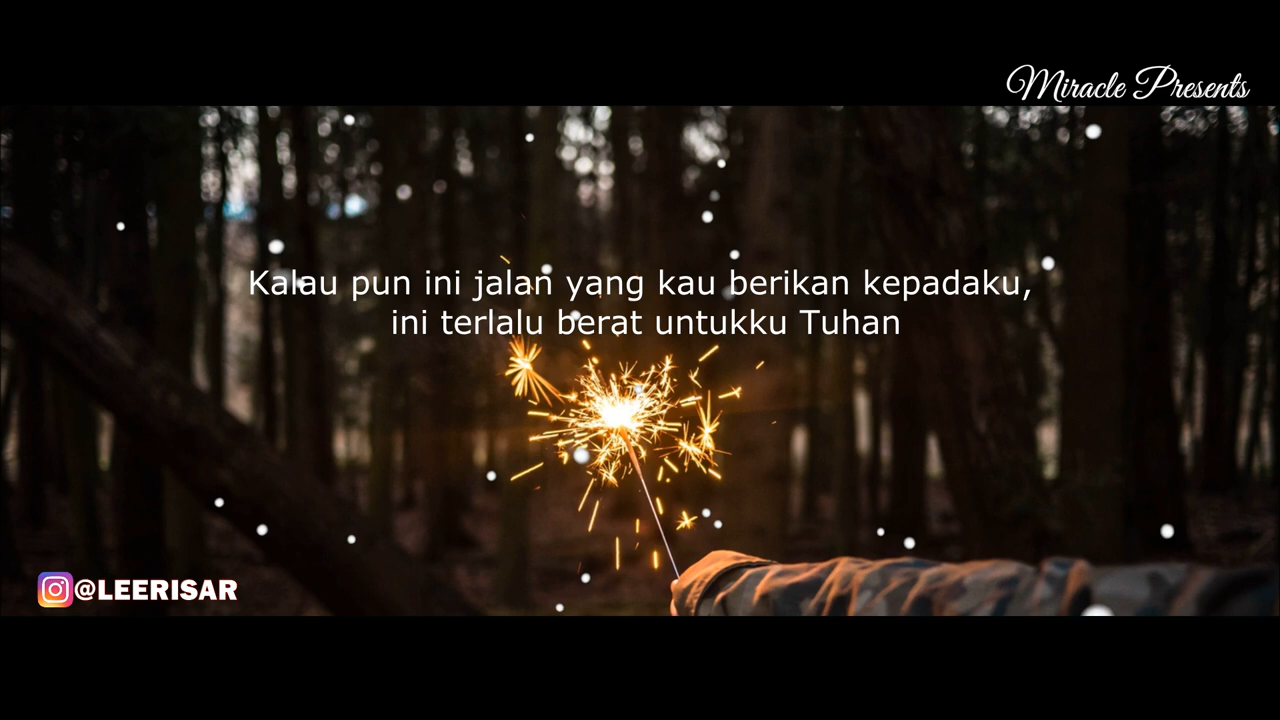 Miracle Presents
Kalau pun ini jalan yang kau berikan kepadaku,
ini terlalu berat untukku Tuhan
@LEERISAR